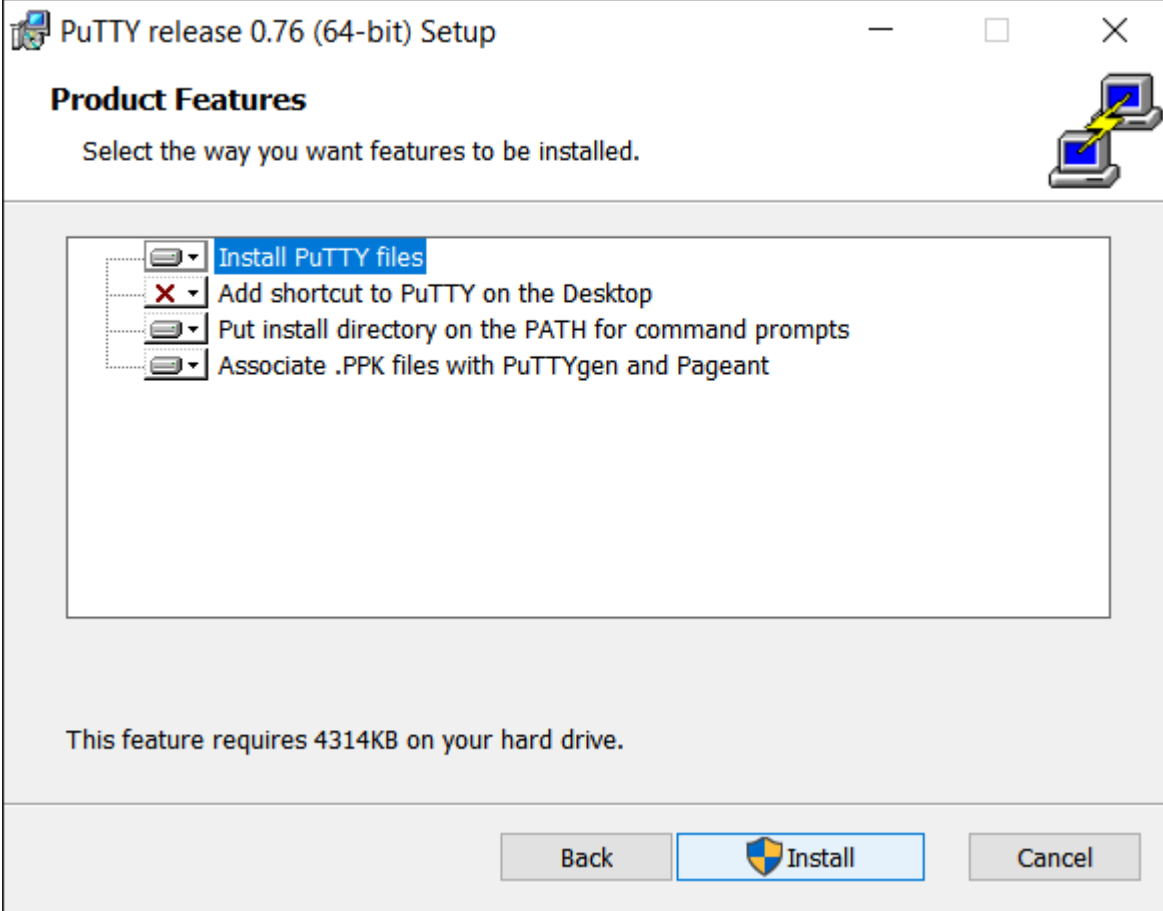 PuTTY release 0.76 (64-bit) Setup
Product Features
Select the way you want features to be installed.
Install PuTTY files
Add shortcut to PuTTY on the Desktop
Put install directory on the PATH for command prompts
Associate .PPK files with PuTTYgen and Pageant
This feature requires 4314KB on your hard drive.
Back
Install
Cancel